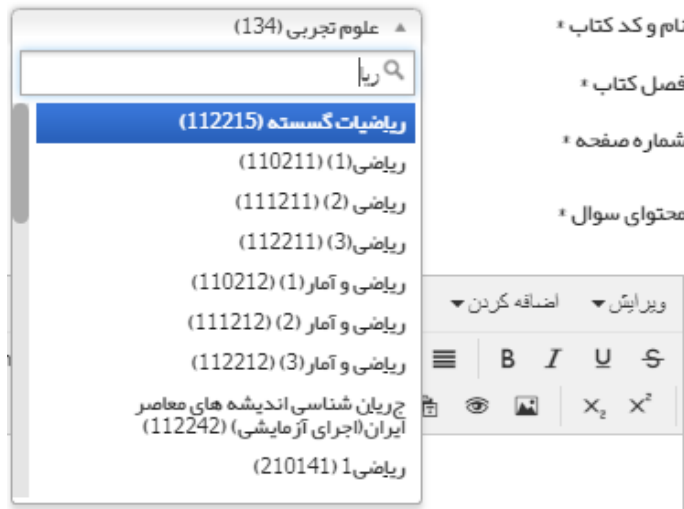 نام و کد کتاب *
علوم تجربی (134)
ریا
فصل کتاب *
ریاضیات گسسته (112215)
شماره صفحه *
ریاضی(1) (110211)
ریاضی (2) (111211)
محتوای سوال *
ریاضی(3) (112211)
ریاضی و آمار(1) (110212)
ویرایش
اضافه کردن
ریاضی و آمار (2) (111212)
ریاضی و آمار(3) (112212)
B I U S
جریان شناسی اندیشه های معاصر
ایران(اجرای آزمایشی) (112242)
X₂ X²
ریاضی1 (210141)